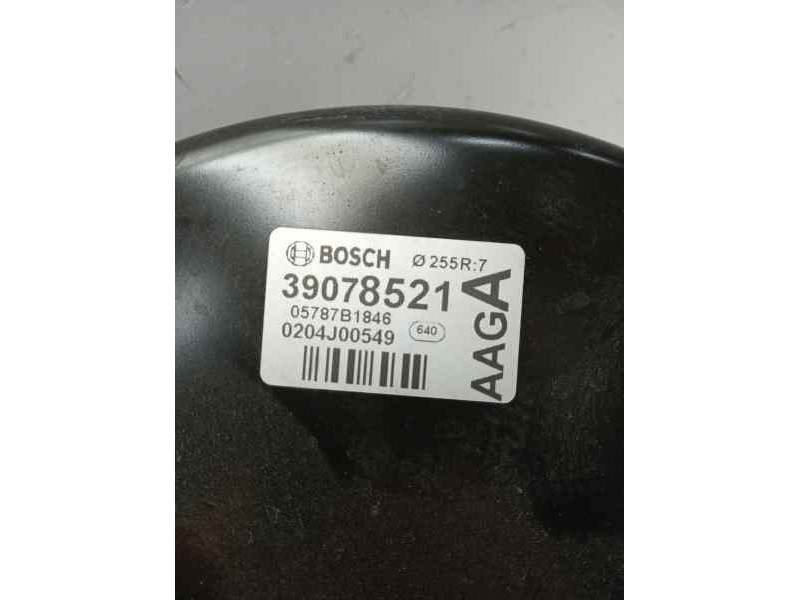 BOSCH Ø 255R:7
39078521
05787B1846
0204J00549 640
AAGA